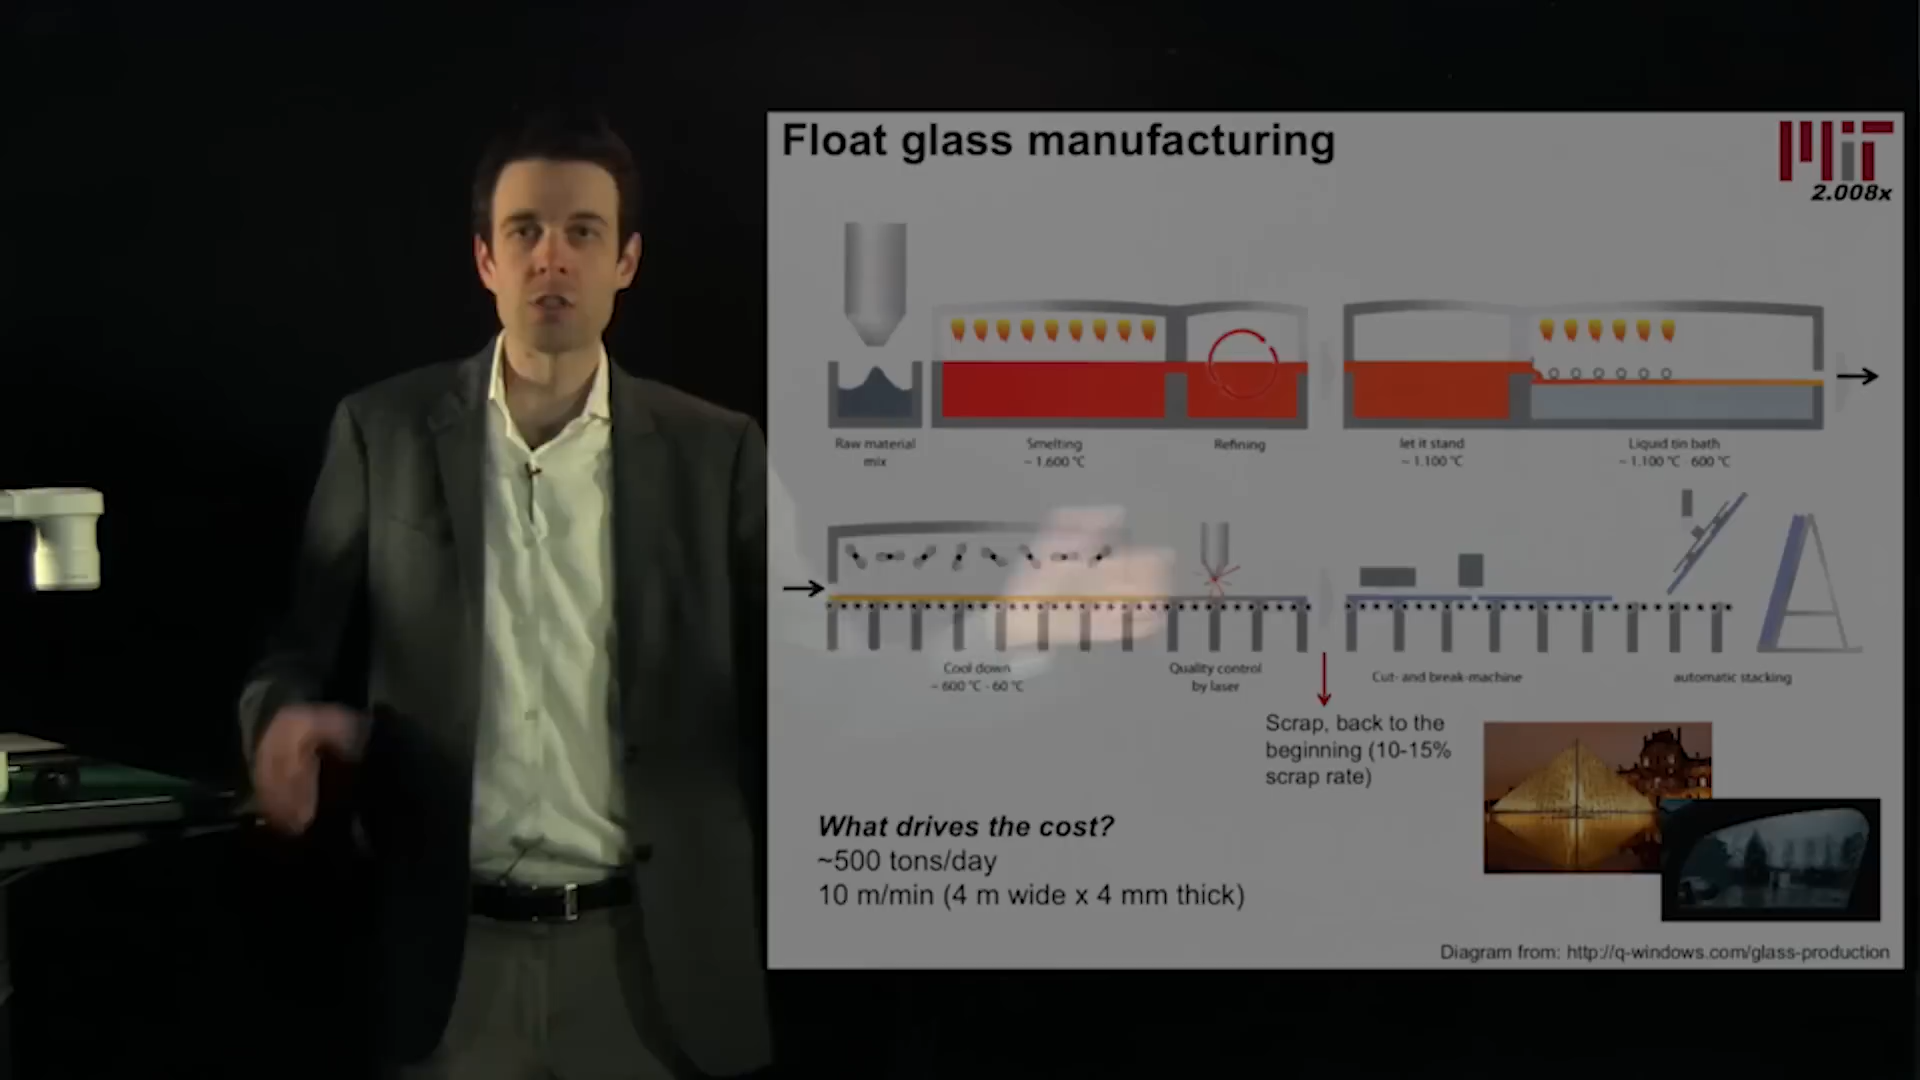 Float glass manufacturing
MIT
2.008x
Raw material
mix
Smelting
~ 1.600 °C
Refining
let it stand
~ 1.100 °C
Liquid tin bath
~ 1.100 °C - 600 °C
Cool down
~ 600 °C - 60 °C
Quality control
by laser
Cut- and break-machine
automatic stacking
Scrap, back to the
beginning (10-15%
scrap rate)
What drives the cost?
~500 tons/day
10 m/min (4 m wide x 4 mm thick)
Diagram from: http://q-windows.com/glass-production